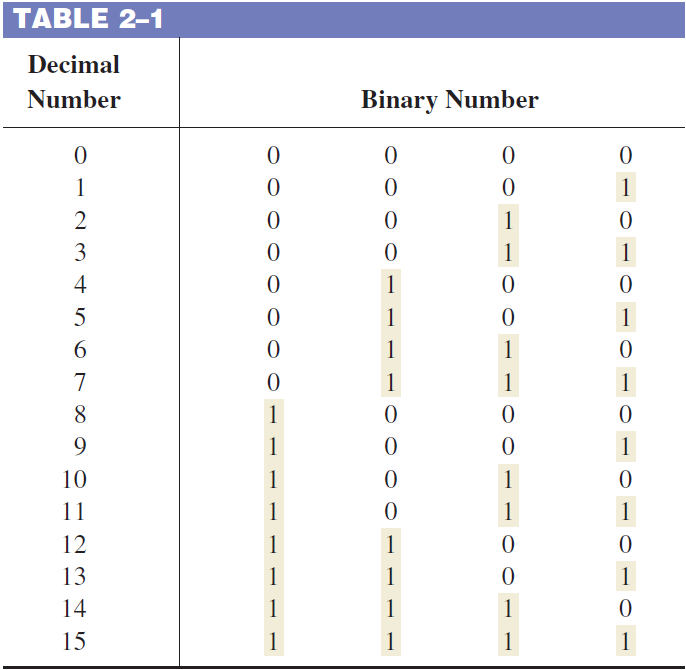 TABLE 2–1
Decimal
Number Binary Number
0 0 0 0 0
1 0 0 0 1
2 0 0 1 0
3 0 0 1 1
4 0 1 0 0
5 0 1 0 1
6 0 1 1 0
7 0 1 1 1
8 1 0 0 0
9 1 0 0 1
10 1 0 1 0
11 1 0 1 1
12 1 1 0 0
13 1 1 0 1
14 1 1 1 0
15 1 1 1 1